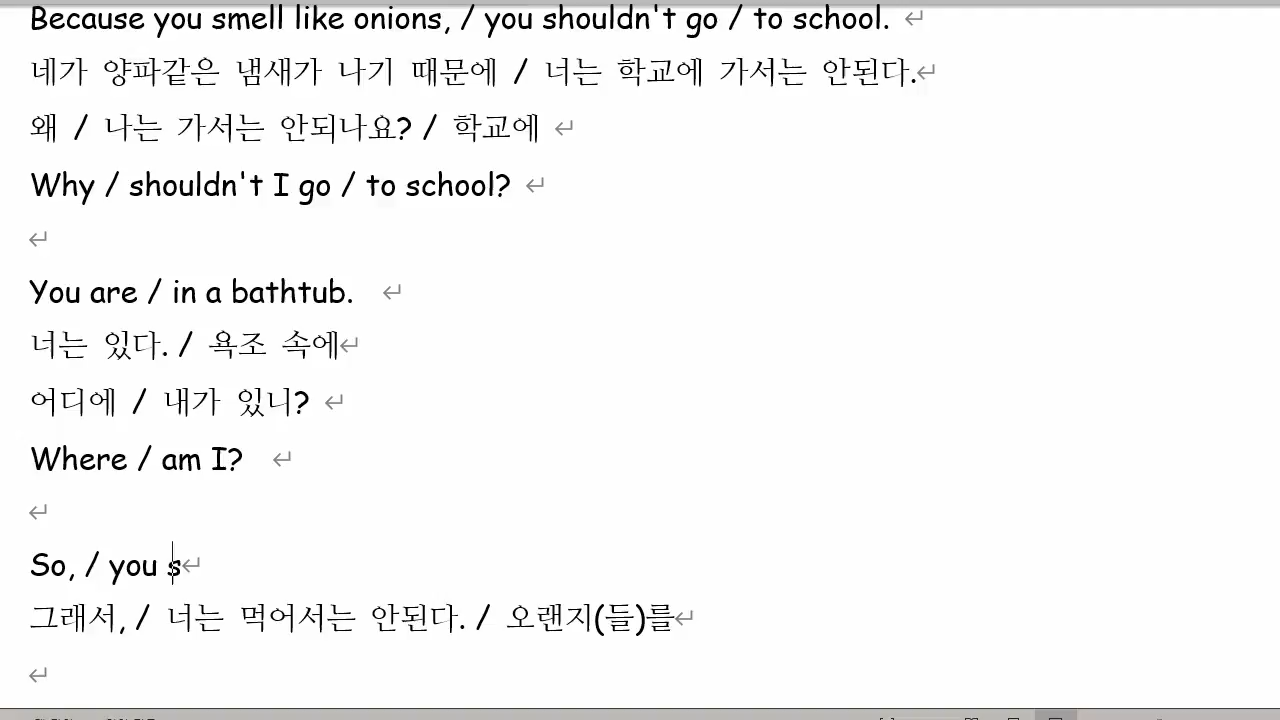 Because you smell like onions, / you shouldn't go / to school.
네가 양파같은 냄새가 나기 때문에 / 너는 학교에 가서는 안된다.
왜 / 나는 가서는 안되나요? / 학교에
Why / shouldn't I go / to school?
You are / in a bathtub.
너는 있다. / 욕조 속에
어디에 / 내가 있니?
Where / am I?
So, / you s
그래서, / 너는 먹어서는 안된다. / 오랜지(들)를